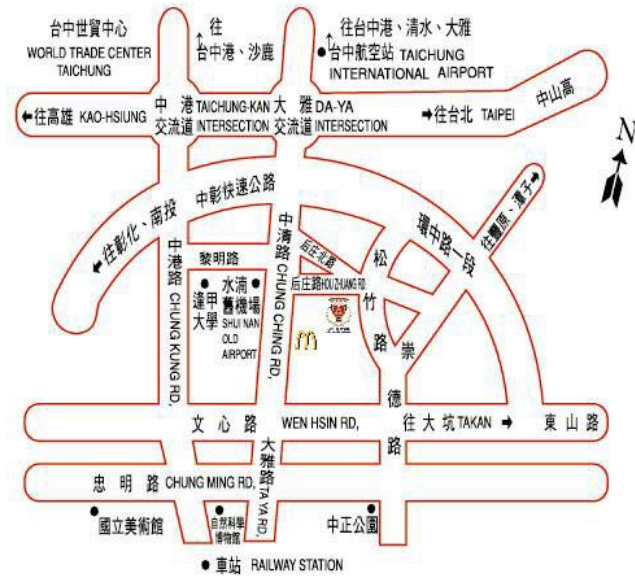 台中世貿中心
WORLD TRADE CENTER
TAICHUNG
往
台中港、沙鹿
往台中港、清水、大雅
台中航空站 TAICHUNG
INTERNATIONAL AIRPORT
中山高
往高雄 KAO-HSIUNG
中港 TAICHUNG-KAN
交流道 INTERSECTION
大雅 DA-YA
交流道 INTERSECTION
往台北 TAIPEI
N
往彰化、南投
中彰快速公路
環中路一段
往豐原、潭子
中港路 CHUNG KUNG RD,
黎明路
逢甲
大學
水湳
舊機場
SHUI NAN
OLD
AIRPORT
中清路 CHUNG CHING RD,
后庄北路
后庄路 HOU ZHUANG RD.
松竹路
崇德路
文心路 WEN HSIN RD,
往大坑 TAKAN
東山路
大雅路 TA YA RD,
忠明路 CHUNG MING RD,
國立美術館
自然科學
博物館
中正公園
車站 RAILWAY STATION